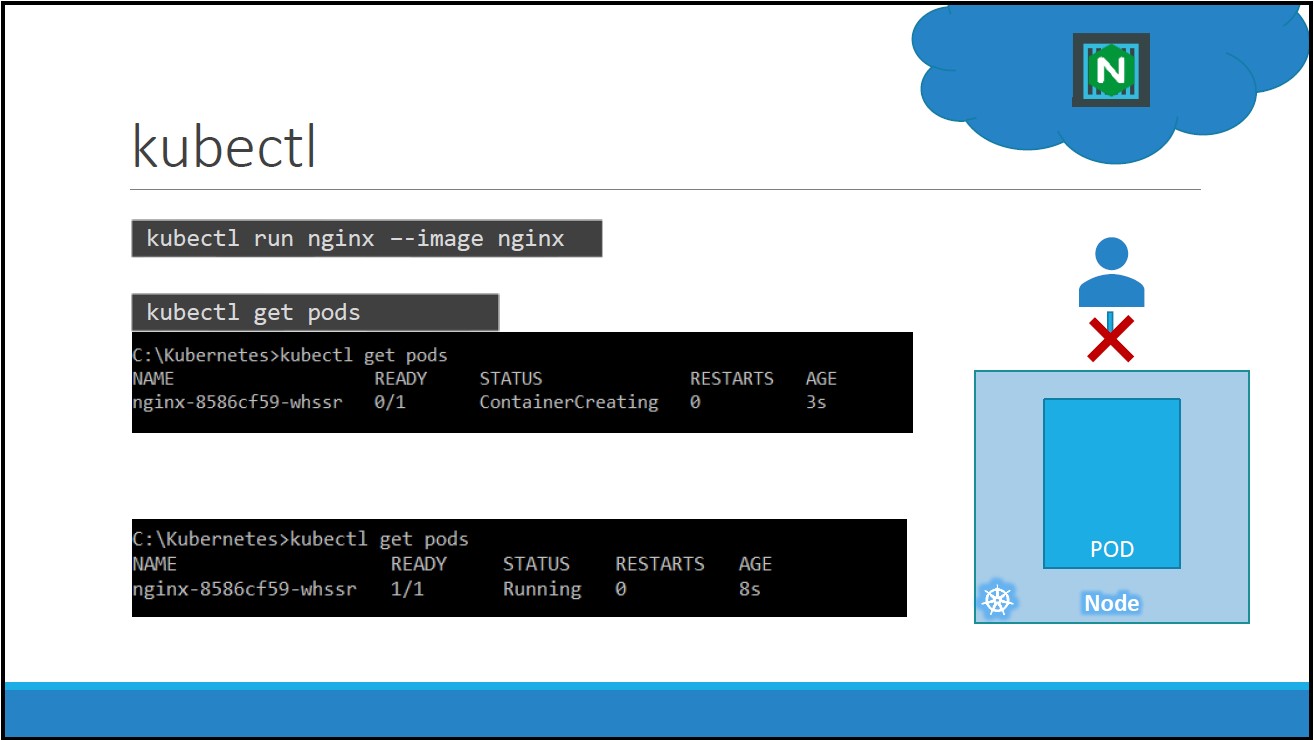 kubectl
kubectl run nginx –-image nginx
kubectl get pods
C:\Kubernetes>kubectl get pods
NAME READY STATUS RESTARTS AGE
nginx-8586cf59-whssr 0/1 ContainerCreating 0 3s
C:\Kubernetes>kubectl get pods
NAME READY STATUS RESTARTS AGE
nginx-8586cf59-whssr 1/1 Running 0 8s
N
POD
Node